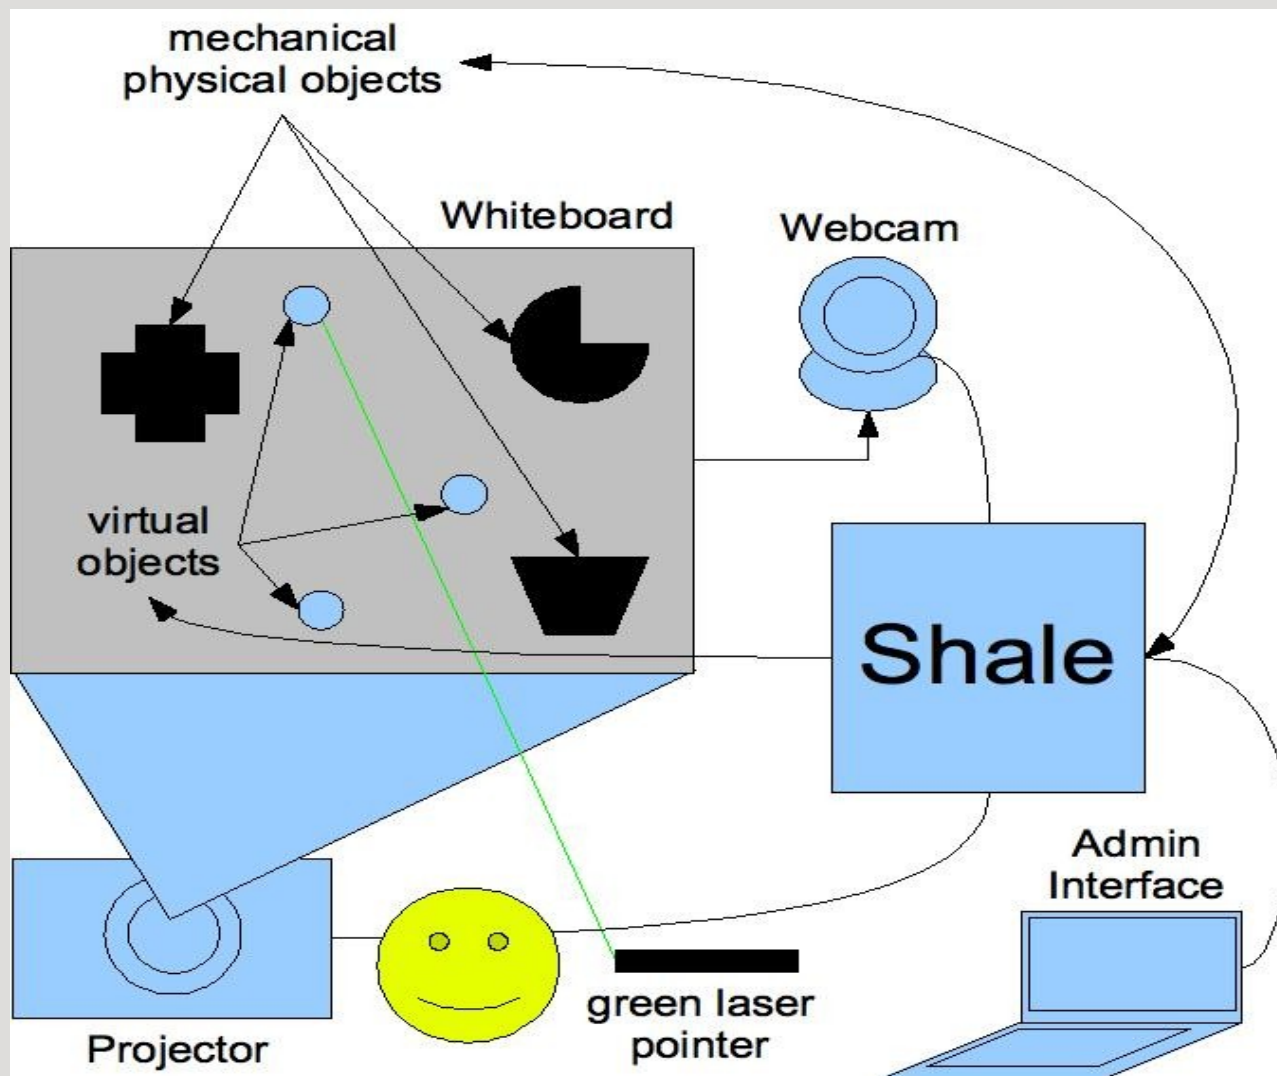 mechanical
physical objects
Whiteboard
Webcam
virtual
objects
Shale
Admin
Interface
green laser
pointer
Projector